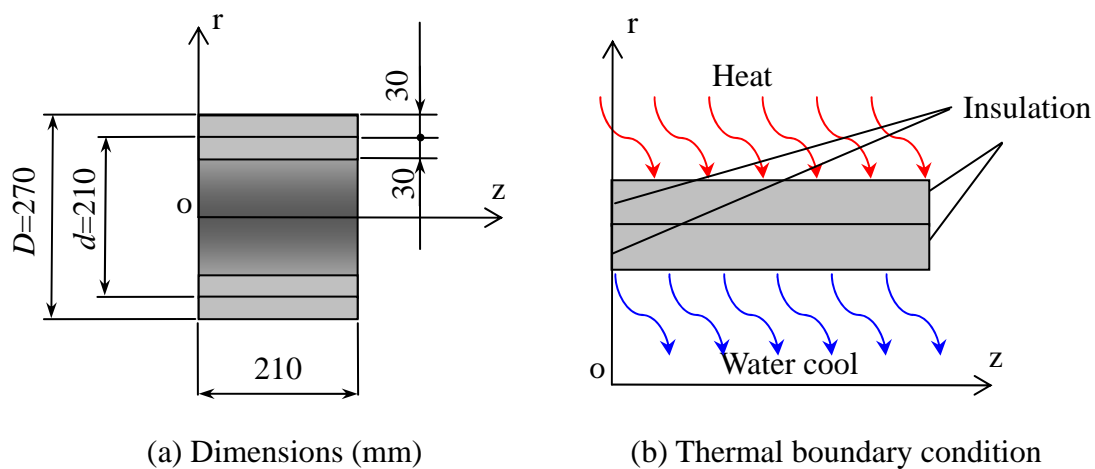 r
30
30
z
o
D=270
d=210
210
(a) Dimensions (mm)
r
Heat
Insulation
z
o
Water cool
(b) Thermal boundary condition